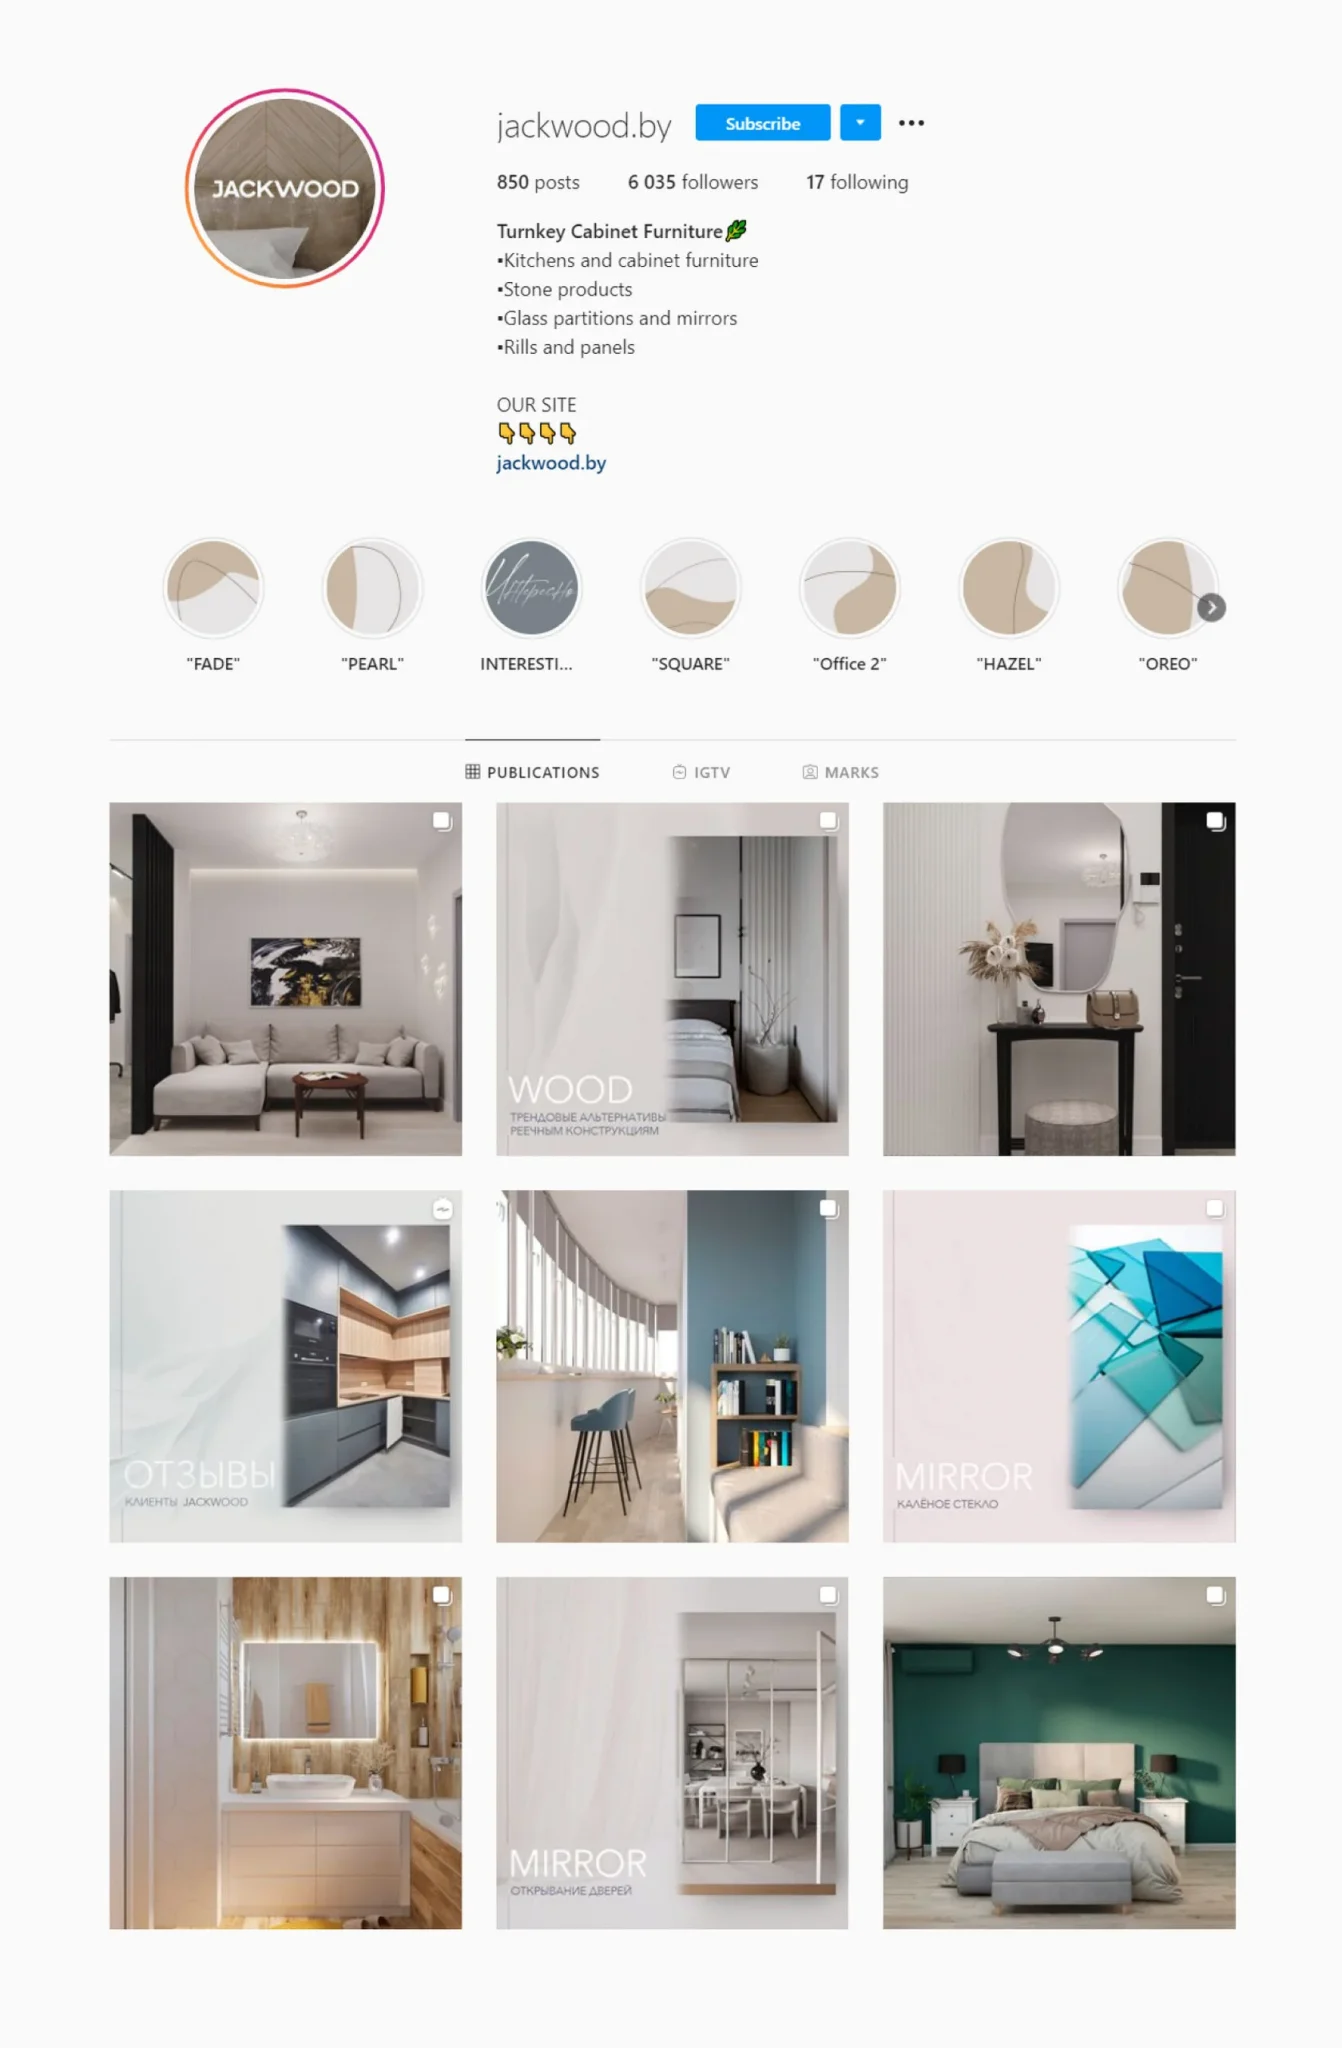 JACKWOOD
jackwood.by
Subscribe
850 posts
6 035 followers
17 following
Turnkey Cabinet Furniture
▪Kitchens and cabinet furniture
▪Stone products
▪Glass partitions and mirrors
▪Rills and panels
OUR SITE
jackwood.by
Интересно
"FADE"
"PEARL"
INTERESTI...
"SQUARE"
"Office 2"
"HAZEL"
"OREO"
PUBLICATIONS
IGTV
MARKS
WOOD
ТРЕНДОВЫЕ АЛЬТЕРНАТИВЫ
РЕЕЧНЫМ КОНСТРУКЦИЯМ
ОТЗЫВЫ
КЛИЕНТЫ JACKWOOD
MIRROR
КАЛЁНОЕ СТЕКЛО
MIRROR
ОТКРЫВАНИЕ ДВЕРЕЙ